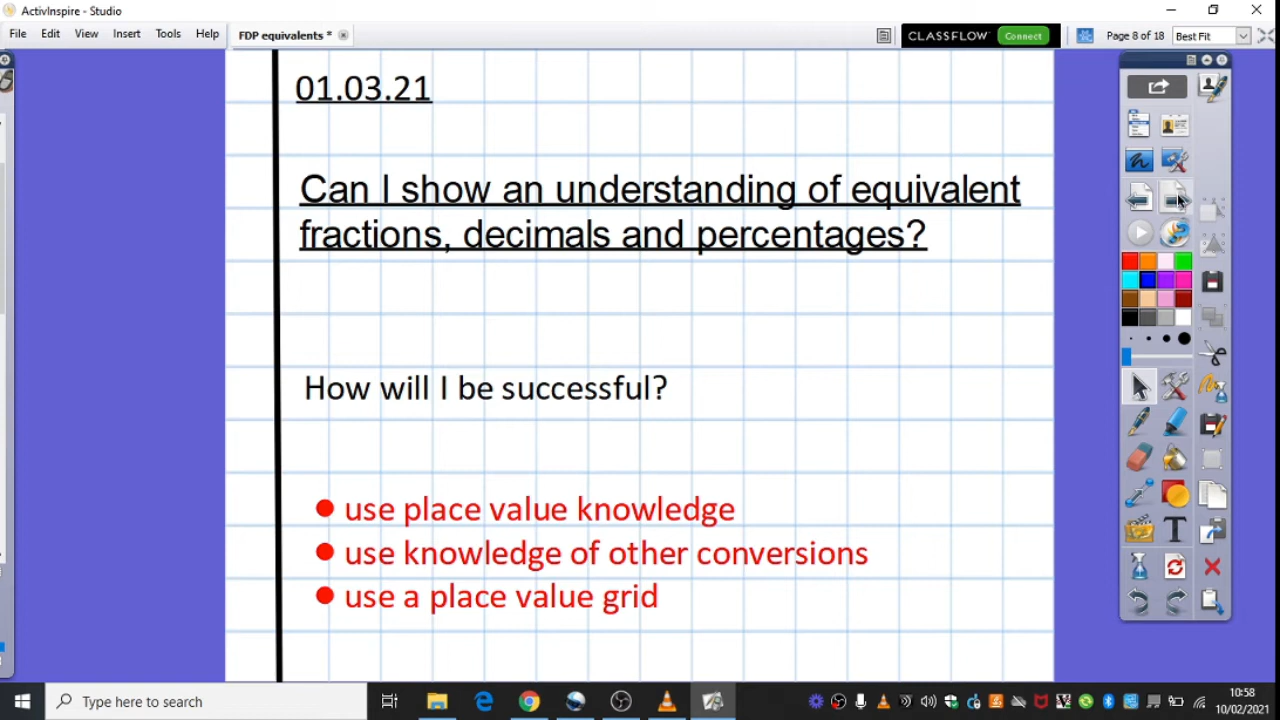 ActivInspire - Studio
File Edit View Insert Tools Help
FDP equivalents *
CLASSFLOW Connect
Page 8 of 18
Best Fit
01.03.21
Can I show an understanding of equivalent
fractions, decimals and percentages?
How will I be successful?
• use place value knowledge
• use knowledge of other conversions
• use a place value grid
Type here to search
10:58
10/02/2021